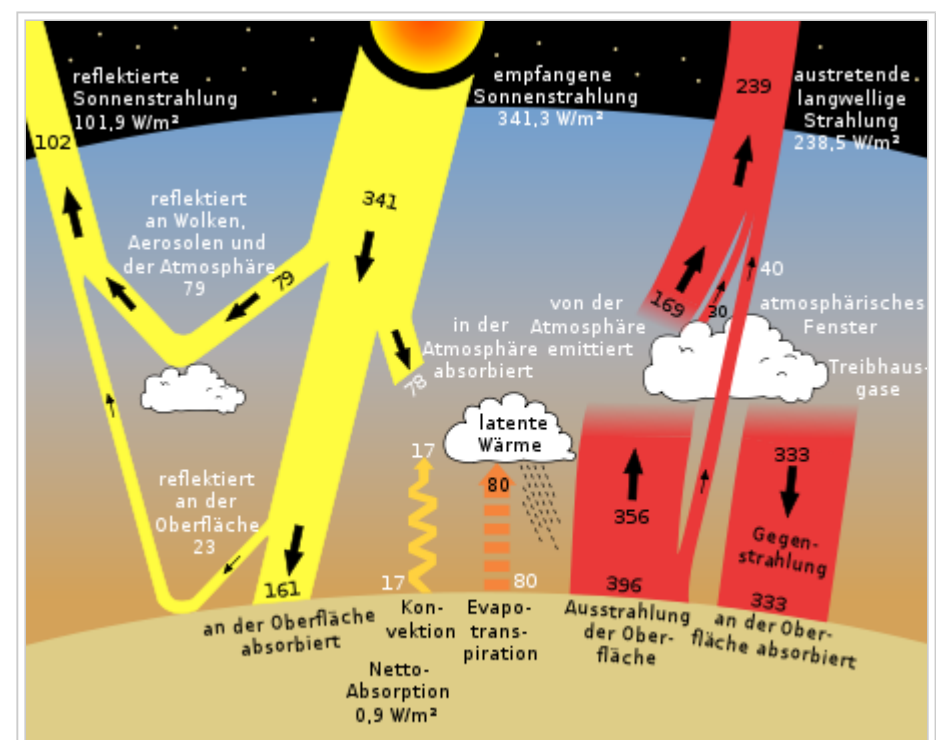 reflektierte
Sonnenstrahlung
101,9 W/m²
102
empfangene
Sonnenstrahlung
341,3 W/m²
239
austretende
langwellige
Strahlung
238,5 W/m²
341
reflektiert
an Wolken,
Aerosolen und
der Atmosphäre
79
79
78
in der
Atmosphäre
absorbiert
von der
Atmosphäre
emittiert
169
30
40
atmosphärisches
Fenster
Treibhaus-
gase
latente
Wärme
reflektiert
an der
Oberfläche
23
161
an der Oberfläche
absorbiert
17
17
Kon-
vektion
80
80
Evapo-
trans-
piration
356
396
Ausstrahlung
der Ober-
fläche
333
Gegen-
strahlung
333
an der Ober-
fläche absorbiert
Netto-
Absorption
0,9 W/m²